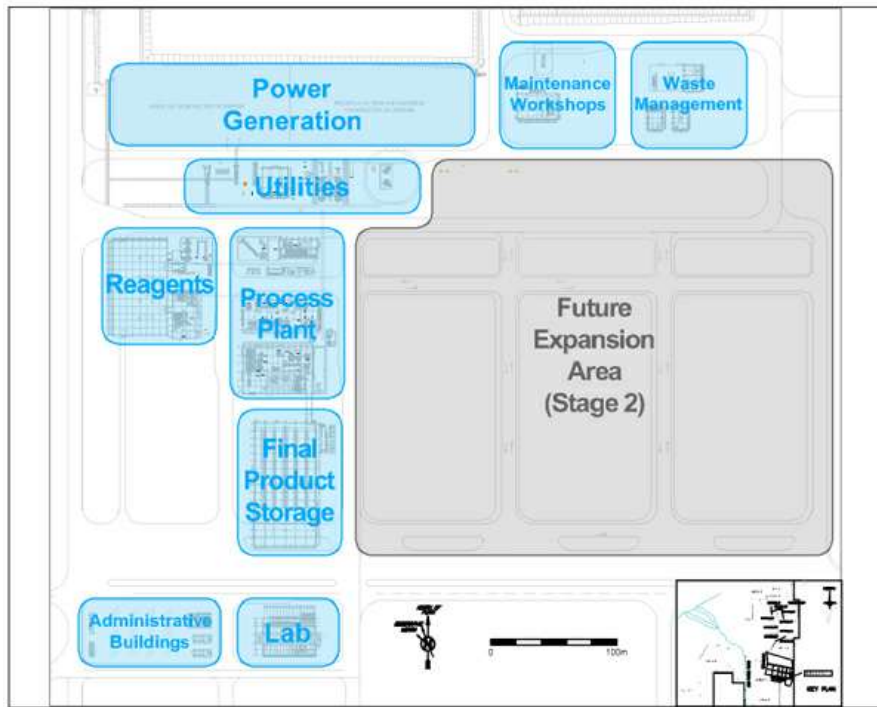 Power
Generation
Maintenance
Workshops
Waste
Management
Utilities
Reagents
Process
Plant
Future
Expansion
Area
(Stage 2)
Final
Product
Storage
Administrative
Buildings
Lab
0
100m
KEY PLAN